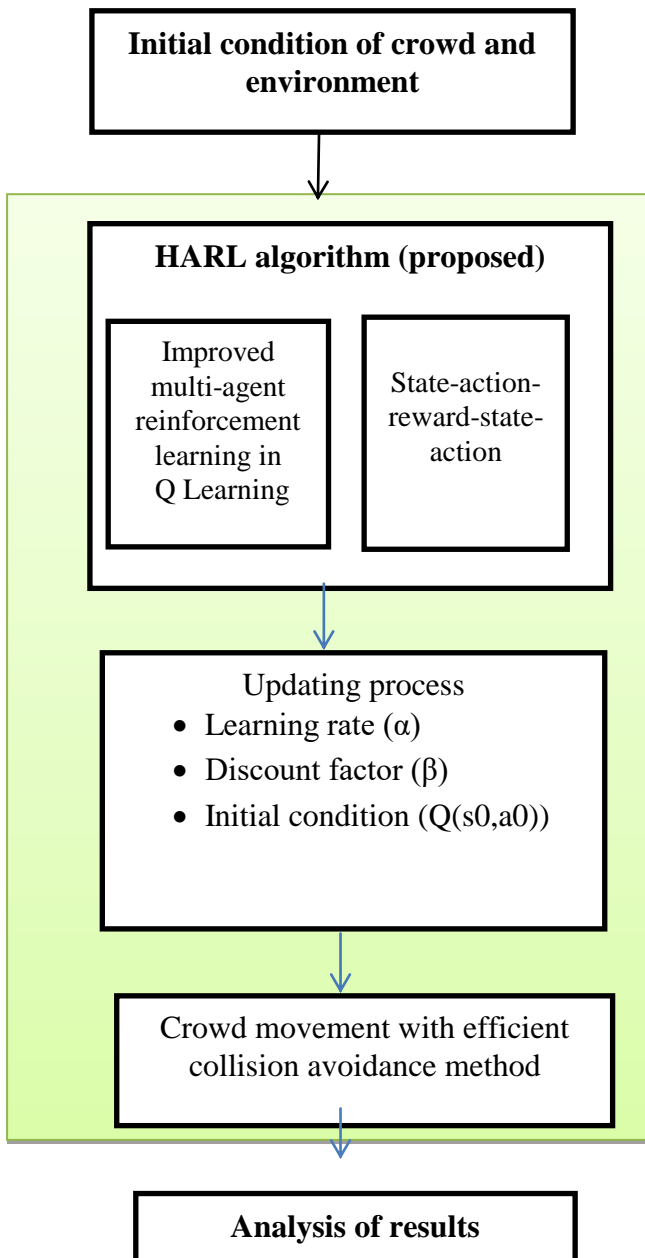 Initial condition of crowd and
environment
HARL algorithm (proposed)
Improved
multi-agent
reinforcement
learning in
Q Learning
State-action-
reward-state-
action
Updating process
• Learning rate (α)
• Discount factor (β)
• Initial condition (Q(s0,a0))
Crowd movement with efficient
collision avoidance method
Analysis of results